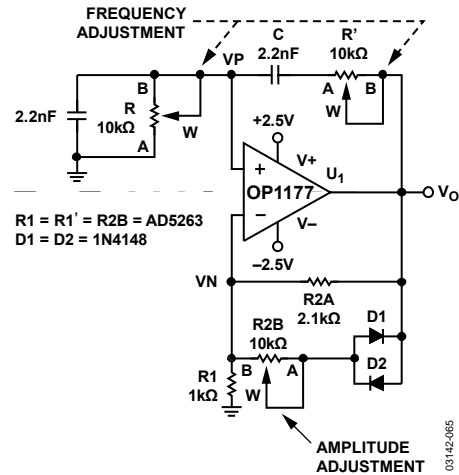 FREQUENCY
ADJUSTMENT
VP
C
2.2nF
R'
10kΩ
A
B
W
B
2.2nF
R
10kΩ
W
A
+2.5V
V+
+
U1
OP1177
VO
–
V–
–2.5V
R1 = R1' = R2B = AD5263
D1 = D2 = 1N4148
VN
R2A
2.1kΩ
D1
R2B
10kΩ
D2
B
A
R1
1kΩ
W
AMPLITUDE
ADJUSTMENT
03142-065